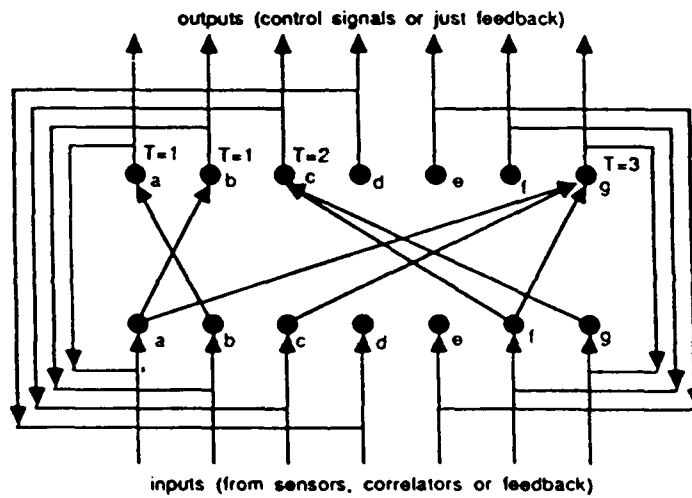 outputs (control signals or just feedback)
T=1 T=1 T=2 T=3
a b c d e f g
a b c d e f g
inputs (from sensors, correlators or feedback)